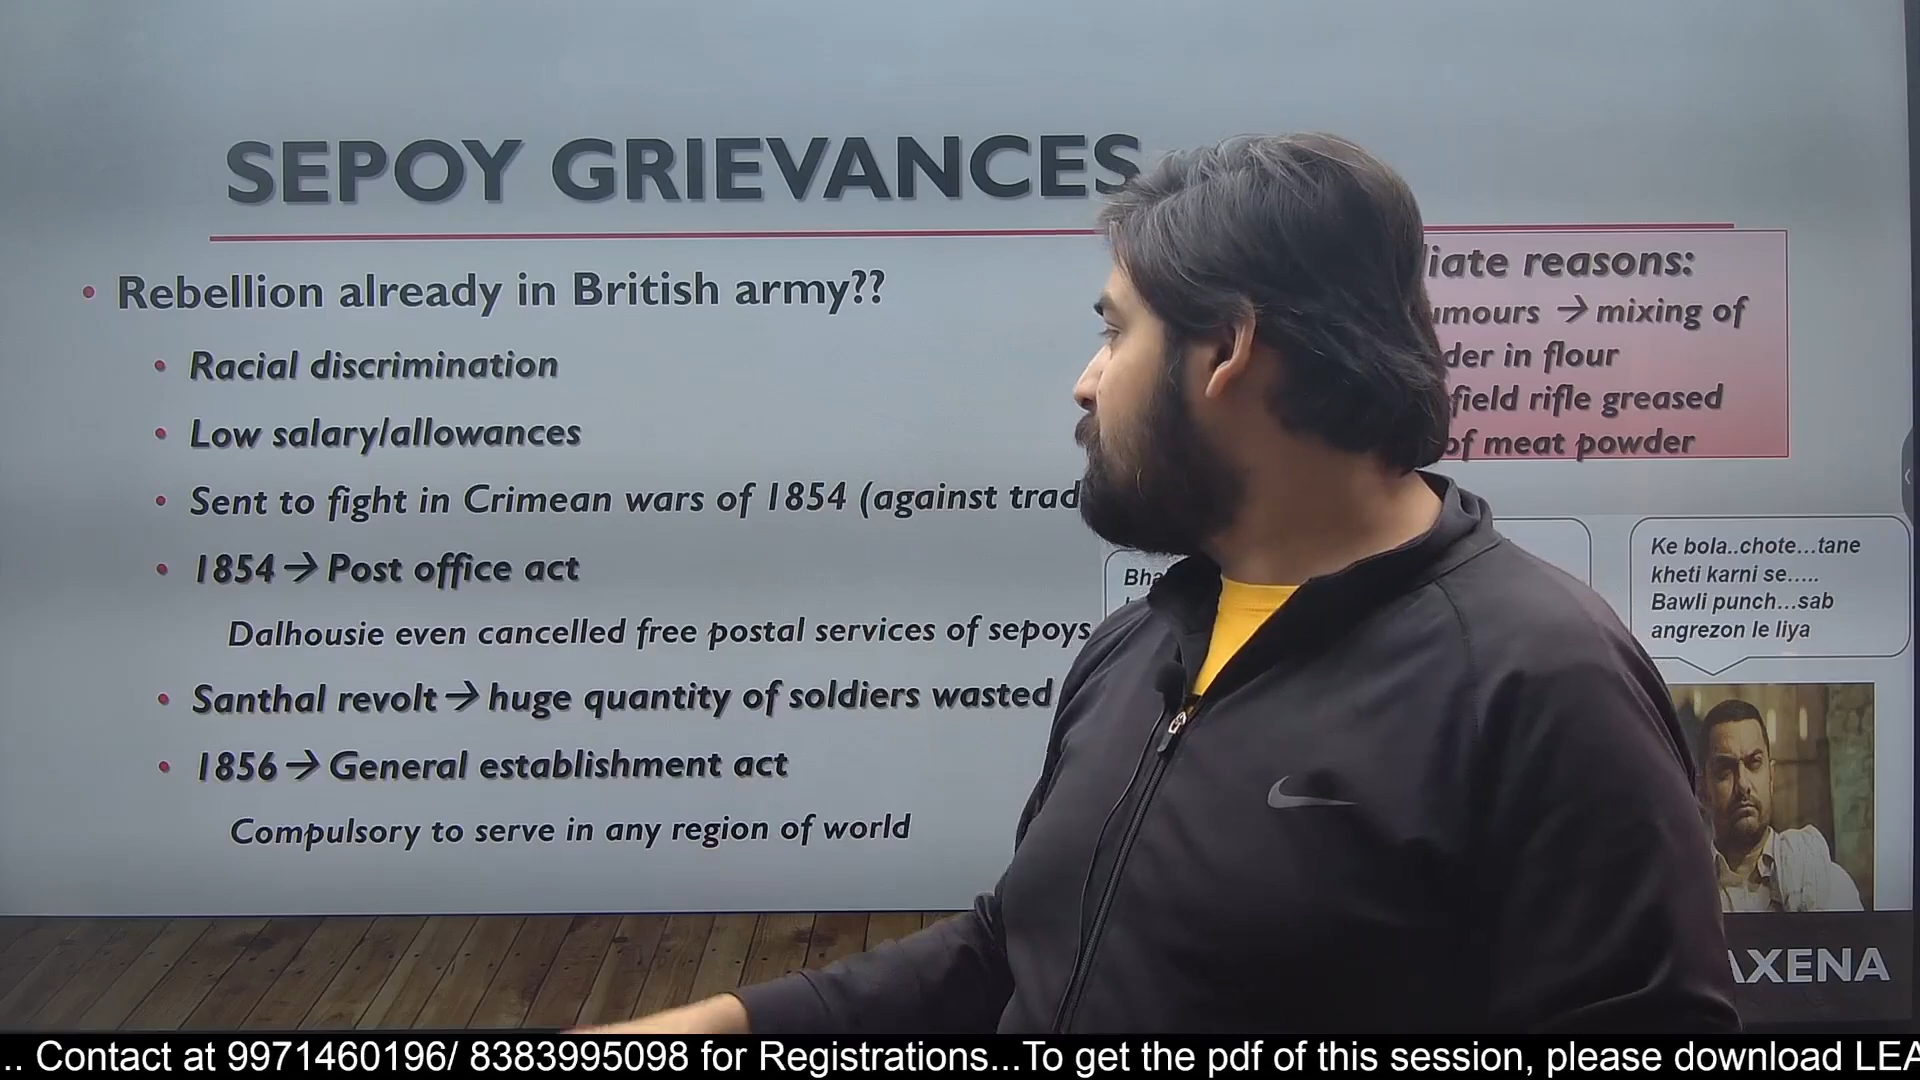 SEPOY GRIEVANCES
• Rebellion already in British army??
• Racial discrimination
• Low salary/allowances
• Sent to fight in Crimean wars of 1854 (against trad
• 1854 → Post office act
Dalhousie even cancelled free postal services of sepoys
• Santhal revolt → huge quantity of soldiers wasted
• 1856 → General establishment act
Compulsory to serve in any region of world
iate reasons:
umours → mixing of
der in flour
field rifle greased
of meat powder
Bha
Ke bola..chote...tane
kheti karni se.....
Bawli punch...sab
angrezon le liya
AXENA
.. Contact at 9971460196/ 8383995098 for Registrations...To get the pdf of this session, please download LEA